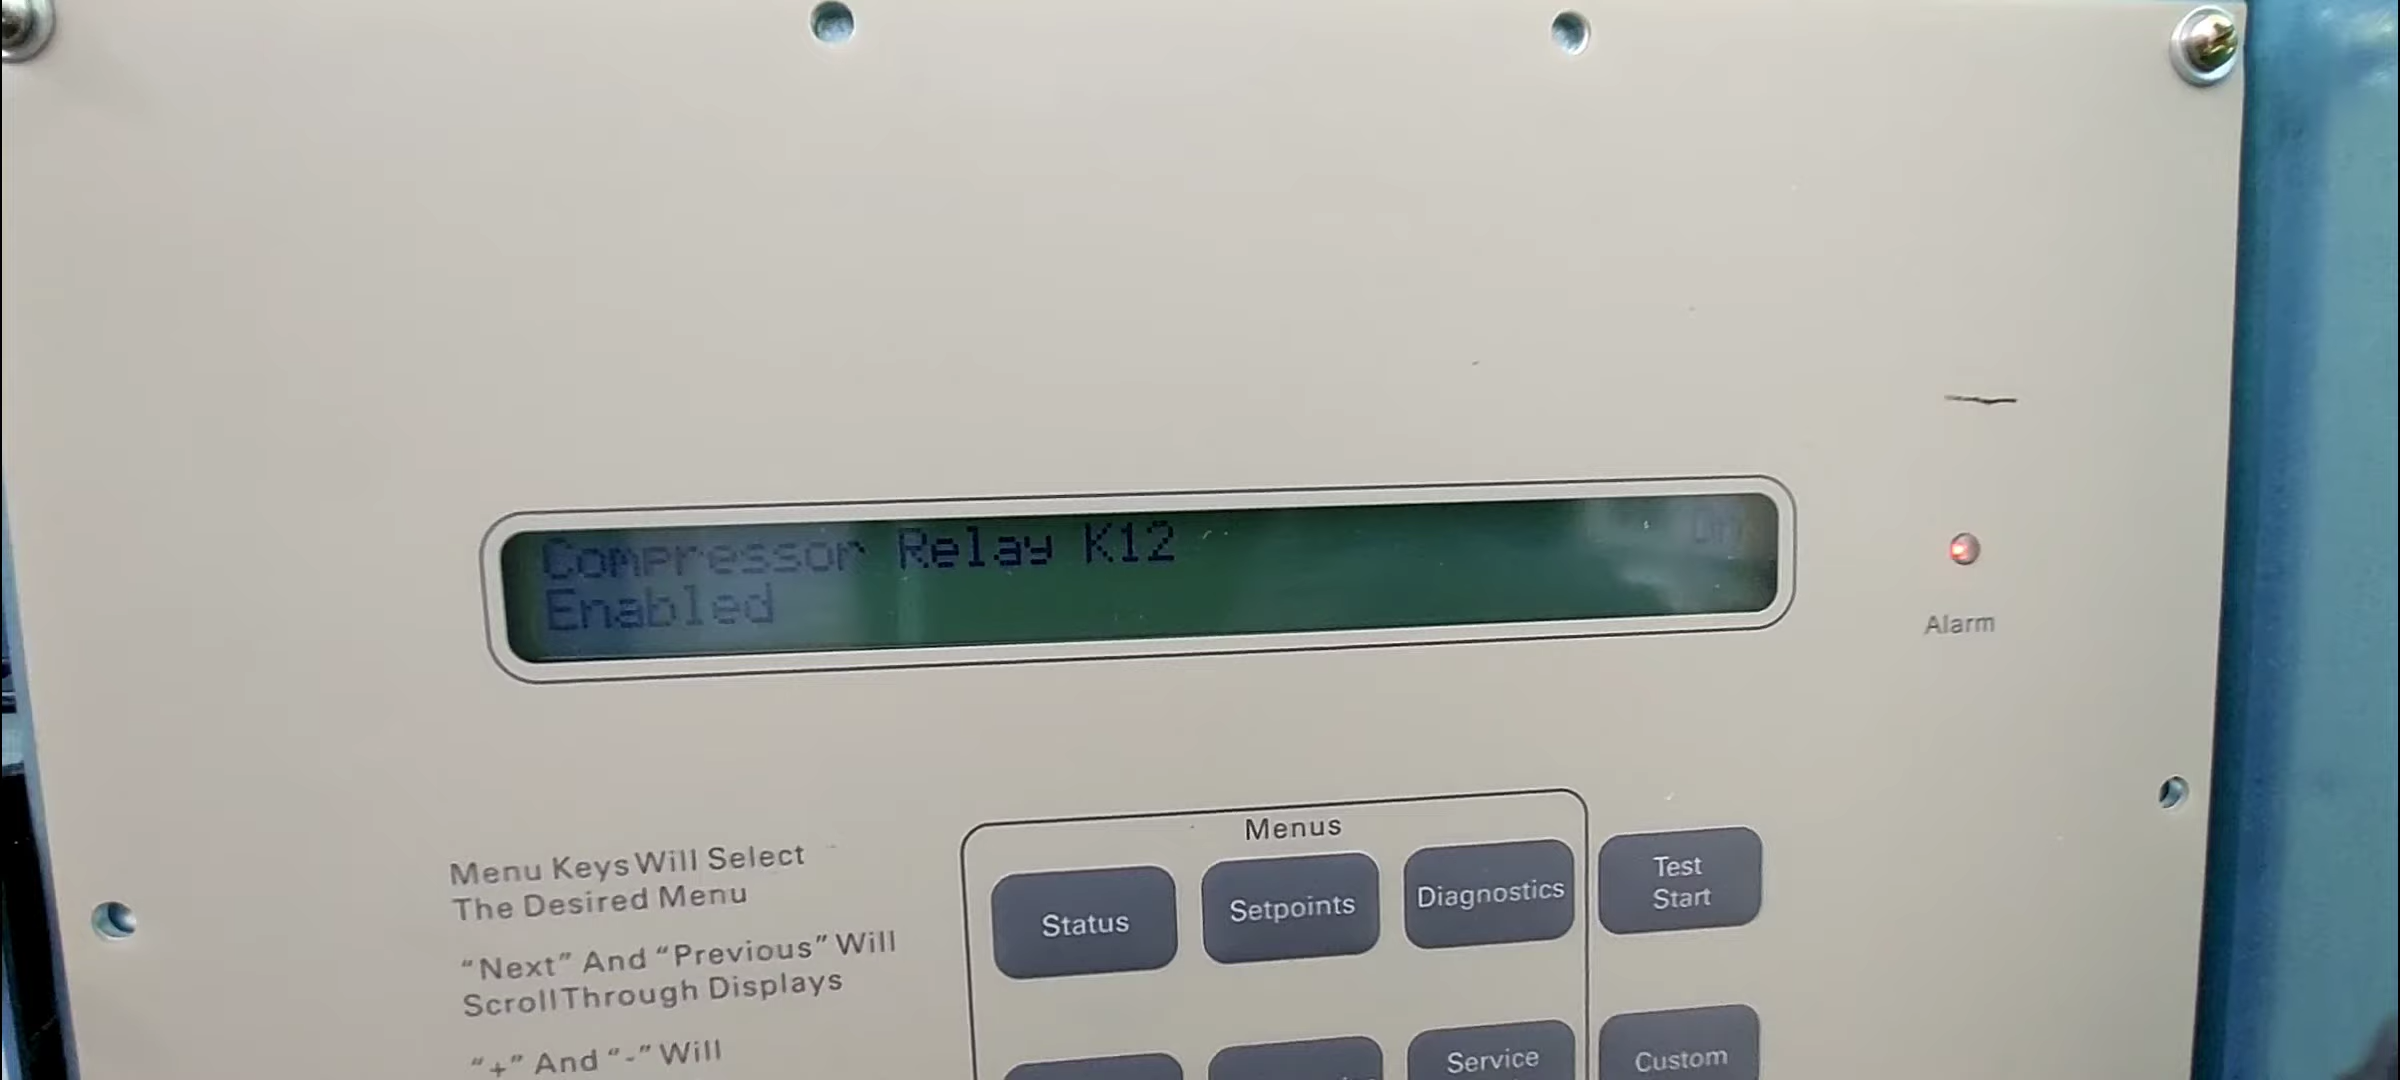 Compressor Relay K12 On
Enabled
Alarm
Menus
Menu Keys Will Select
The Desired Menu
"Next" And "Previous" Will
Scroll Through Displays
"+" And "-" Will
Status
Setpoints
Diagnostics
Test
Start
Service
Custom